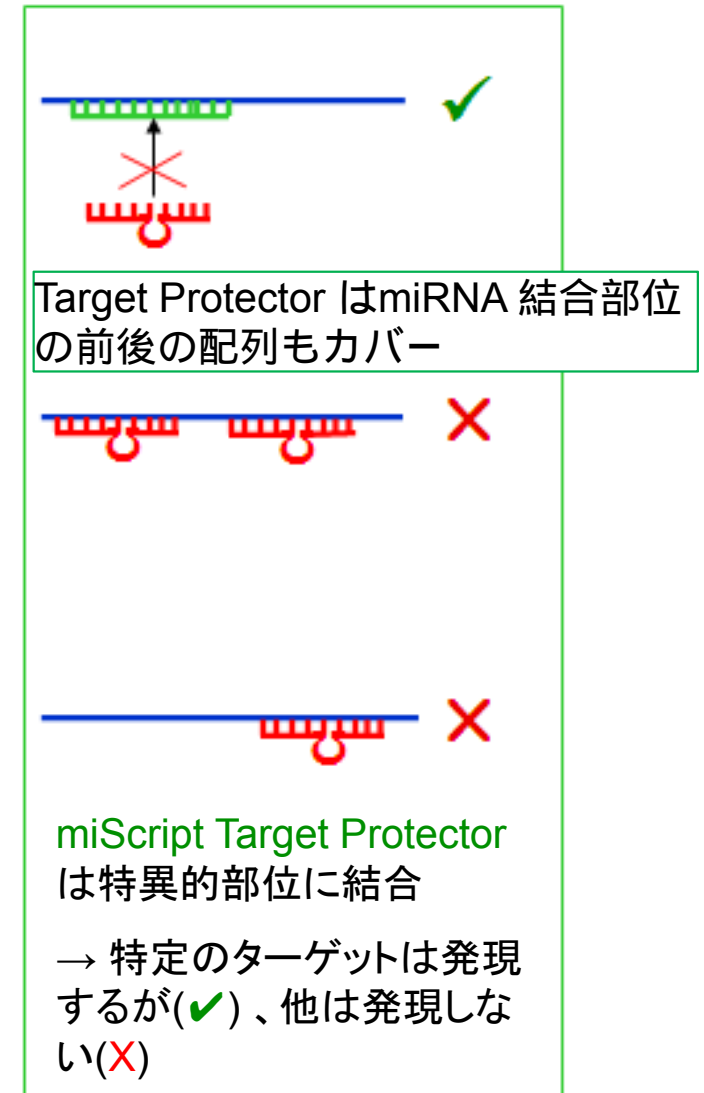 ✔
Target Protector はmiRNA 結合部位
の前後の配列もカバー
X
X
miScript Target Protector
は特異的部位に結合
→ 特定のターゲットは発現
するが(✔) 、他は発現しな
い(X)